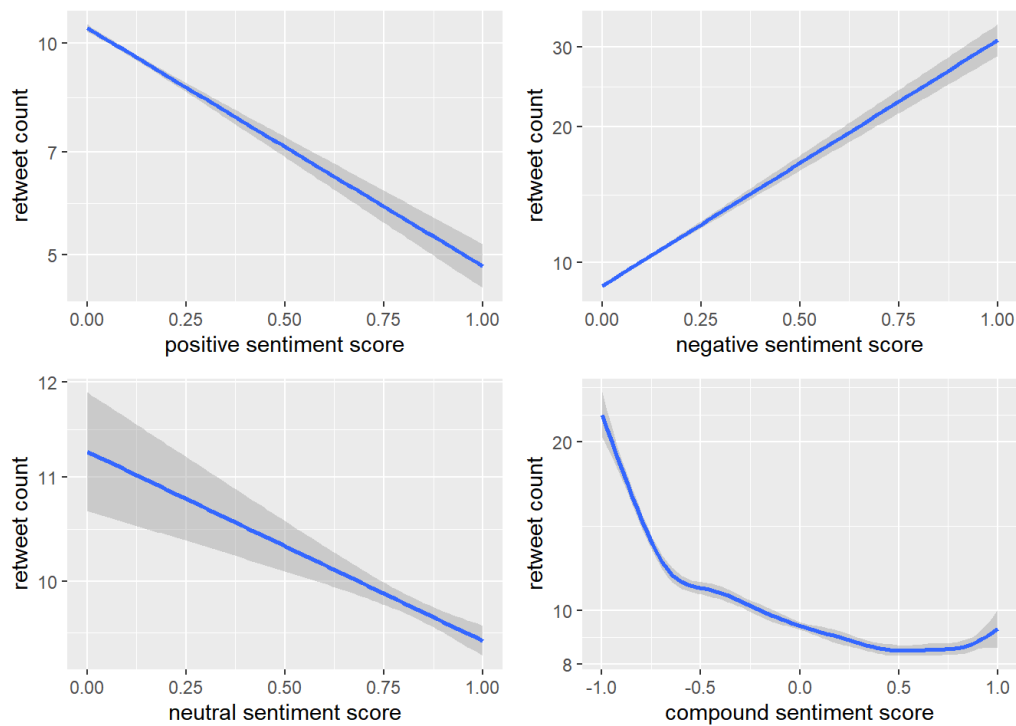 10
7
5
retweet count
0.00 0.25 0.50 0.75 1.00
positive sentiment score
30
20
10
retweet count
0.00 0.25 0.50 0.75 1.00
negative sentiment score
12
11
10
retweet count
0.00 0.25 0.50 0.75 1.00
neutral sentiment score
20
10
8
retweet count
-1.0 -0.5 0.0 0.5 1.0
compound sentiment score